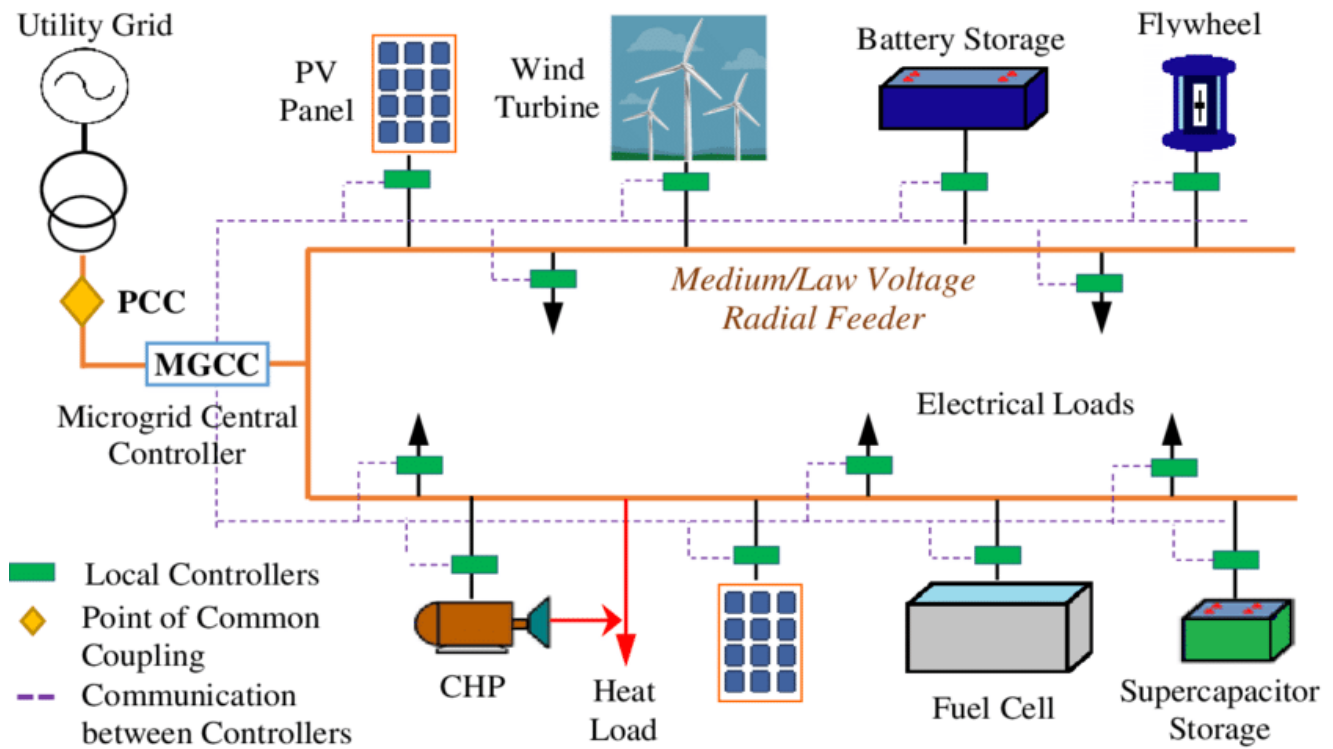 Utility Grid
PV
Panel
Wind
Turbine
Battery Storage
Flywheel
PCC
Medium/Law Voltage
Radial Feeder
MGCC
Microgrid Central
Controller
Electrical Loads
Local Controllers
Point of Common
Coupling
Communication
between Controllers
CHP
Heat
Load
Fuel Cell
Supercapacitor
Storage